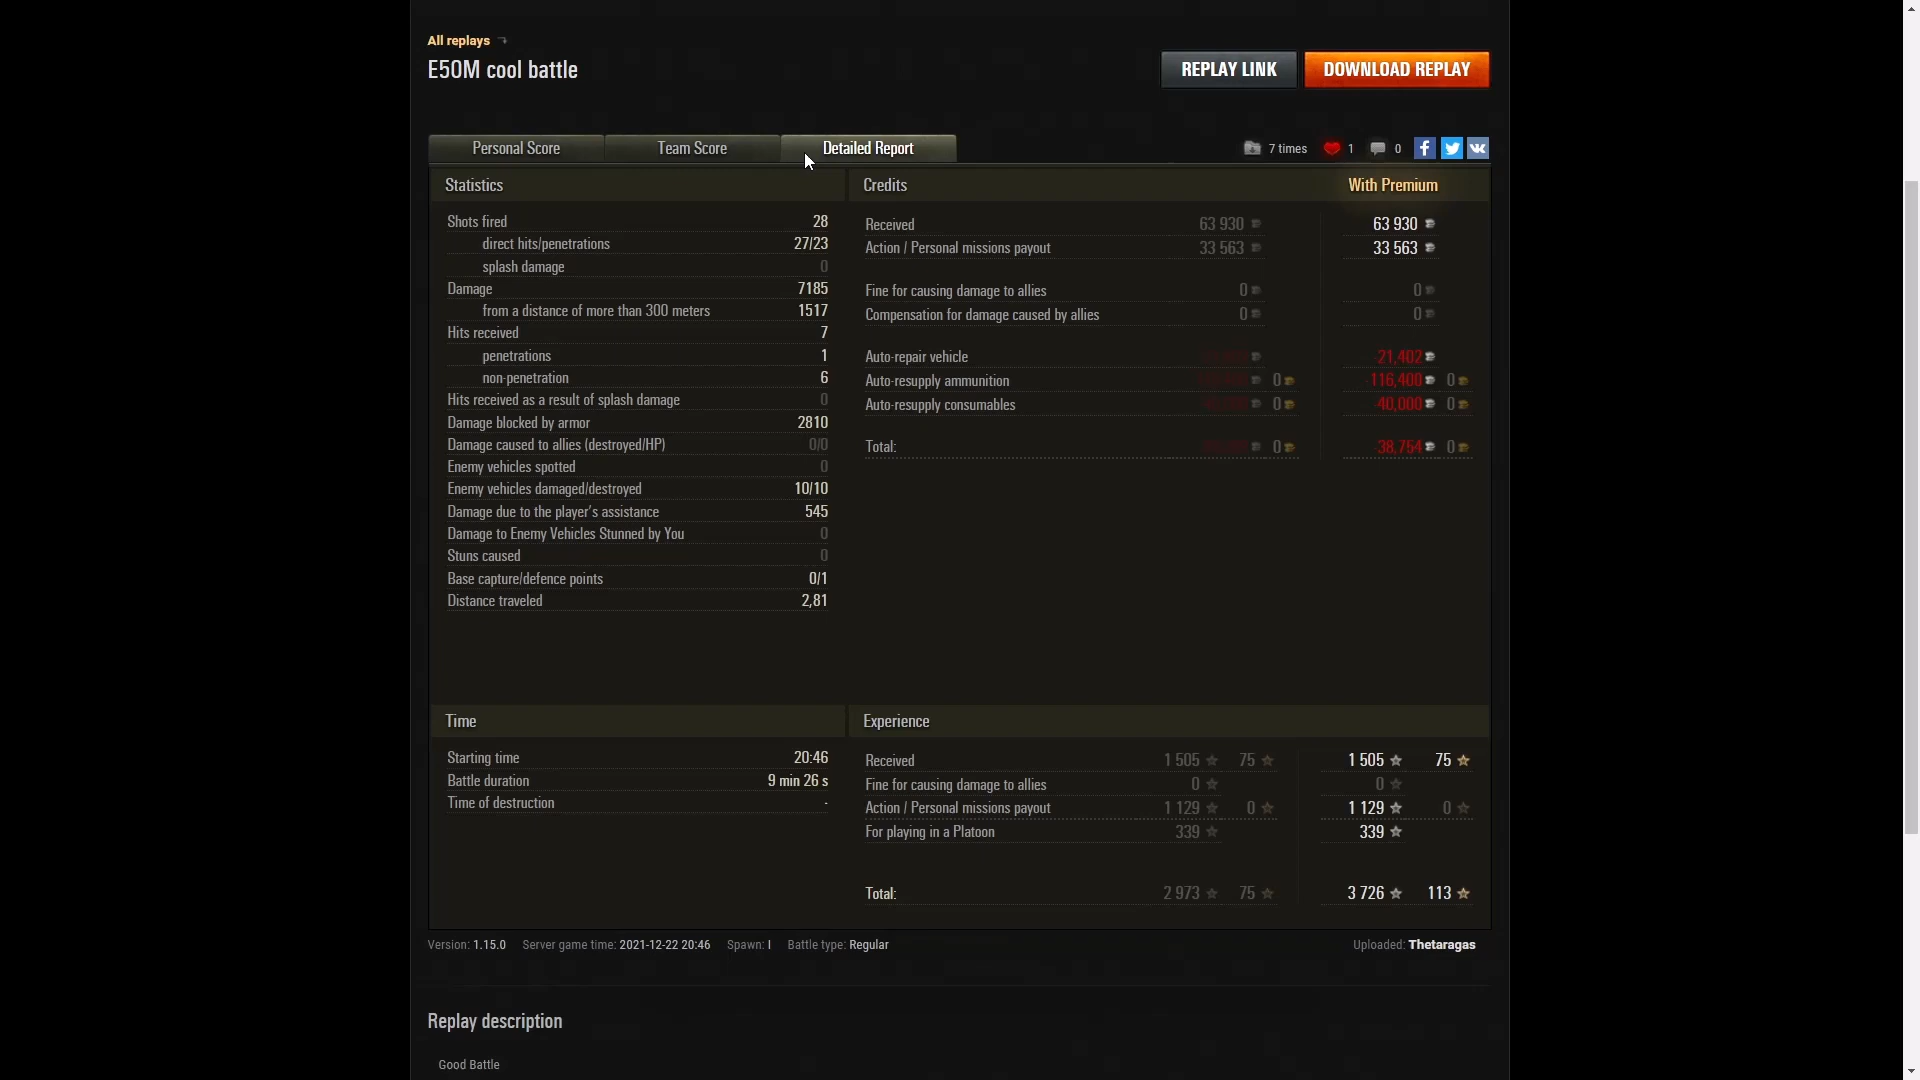 All replays
E50M cool battle
REPLAY LINK
DOWNLOAD REPLAY
Personal Score
Team Score
Detailed Report
7 times
1
0
Statistics
Shots fired 28
direct hits/penetrations 27/23
splash damage 0
Damage 7185
from a distance of more than 300 meters 1517
Hits received 7
penetrations 1
non-penetration 6
Hits received as a result of splash damage 0
Damage blocked by armor 2810
Damage caused to allies (destroyed/HP) 0/0
Enemy vehicles spotted 0
Enemy vehicles damaged/destroyed 10/10
Damage due to the player's assistance 545
Damage to Enemy Vehicles Stunned by You 0
Stuns caused 0
Base capture/defence points 0/1
Distance traveled 2,81
Credits With Premium
Received 63 930 63 930
Action / Personal missions payout 33 563 33 563
Fine for causing damage to allies 0 0
Compensation for damage caused by allies 0 0
Auto-repair vehicle -21,402
Auto-resupply ammunition 0 -116,400 0
Auto-resupply consumables 0 -40,000 0
Total: 0 -38,754 0
Time
Starting time 20:46
Battle duration 9 min 26 s
Time of destruction -
Experience
Received 1 505 75 1 505 75
Fine for causing damage to allies 0 0
Action / Personal missions payout 1 129 0 1 129 0
For playing in a Platoon 339 339
Total: 2 973 75 3 726 113
Version: 1.15.0 Server game time: 2021-12-22 20:46 Spawn: I Battle type: Regular
Uploaded: Thetaragas
Replay description
Good Battle